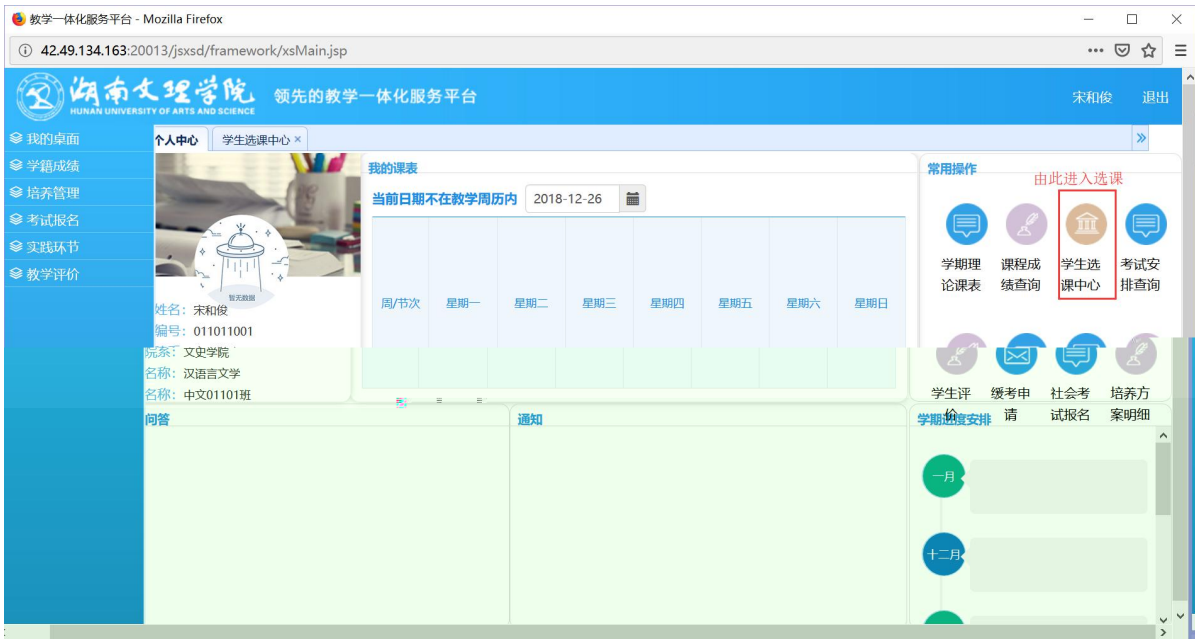 教学一体化服务平台 - Mozilla Firefox
42.49.134.163:20013/jsxsd/framework/xsMain.jsp
湖南文理学院
HUNAN UNIVERSITY OF ARTS AND SCIENCE
领先的教学一体化服务平台
宋和俊 退出
我的桌面
学籍成绩
培养管理
考试报名
实践环节
教学评价
个人中心 学生选课中心 ×
暂无数据
姓名：宋和俊
编号：011011001
院系：文史学院
名称：汉语言文学
名称：中文01101班
我的课表
当前日期不在教学周历内 2018-12-26
周/节次 星期一 星期二 星期三 星期四 星期五 星期六 星期日
常用操作
由此进入选课
学期理论课表
课程成绩查询
学生选课中心
考试安排查询
学生评价
缓考申请
社会考试报名
培养方案明细
问答
通知
学期进度安排
一月
十二月